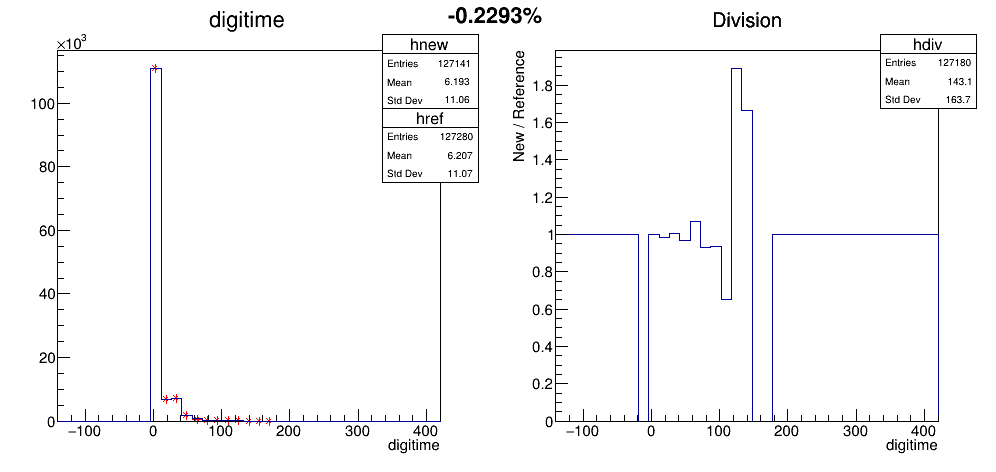 -0.2293%
digitime
×10³
hnew
Entries 127141
Mean 6.193
Std Dev 11.06
href
Entries 127280
Mean 6.207
Std Dev 11.07
100
80
60
40
20
0
−100 0 100 200 300 400
digitime
Division
hdiv
Entries 127180
Mean 143.1
Std Dev 163.7
New / Reference
1.8
1.6
1.4
1.2
1
0.8
0.6
0.4
0.2
0
−100 0 100 200 300 400
digitime